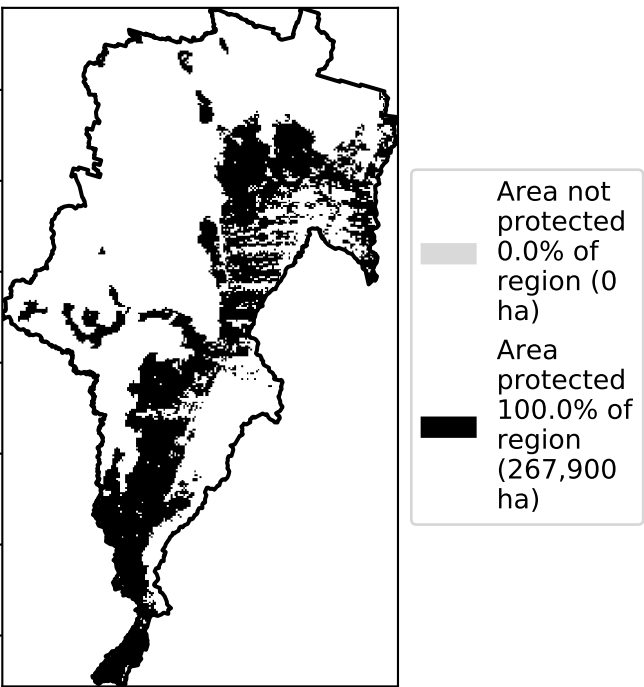 Area not
protected
0.0% of
region (0
ha)
Area
protected
100.0% of
region
(267,900
ha)